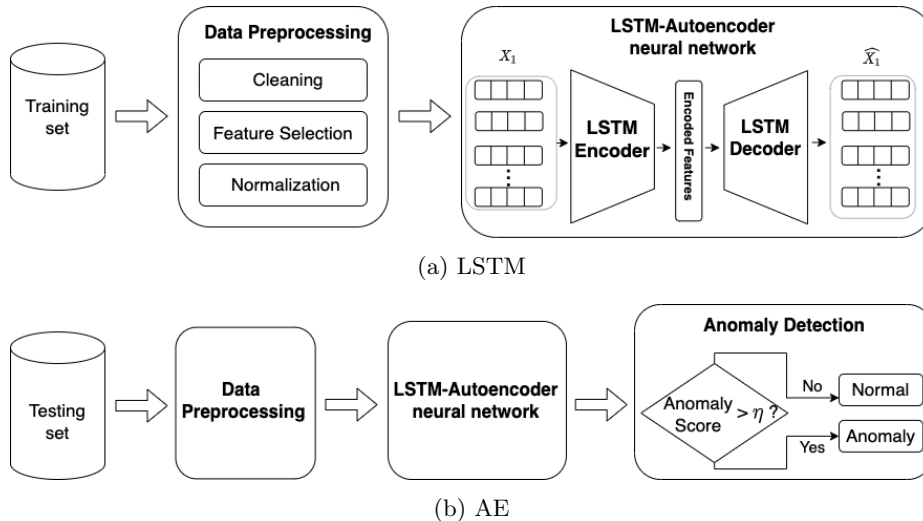 Training
set
Data Preprocessing
Cleaning
Feature Selection
Normalization
LSTM-Autoencoder
neural network
X₁
LSTM
Encoder
Encoded Features
LSTM
Decoder
X̂₁
(a) LSTM
Testing
set
Data
Preprocessing
LSTM-Autoencoder
neural network
Anomaly Detection
Anomaly
Score > η ?
No
Normal
Yes
Anomaly
(b) AE